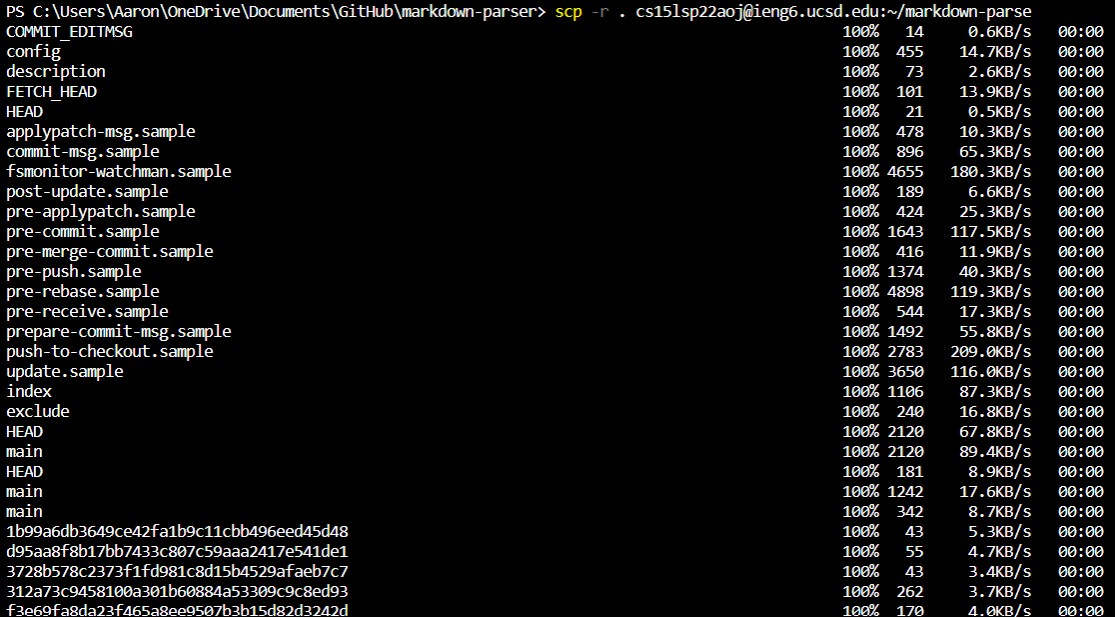 PS C:\Users\Aaron\OneDrive\Documents\GitHub\markdown-parser> scp -r . cs15lsp22aoj@ieng6.ucsd.edu:~/markdown-parse
COMMIT_EDITMSG 100% 14 0.6KB/s 00:00
config 100% 455 14.7KB/s 00:00
description 100% 73 2.6KB/s 00:00
FETCH_HEAD 100% 101 13.9KB/s 00:00
HEAD 100% 21 0.5KB/s 00:00
applypatch-msg.sample 100% 478 10.3KB/s 00:00
commit-msg.sample 100% 896 65.3KB/s 00:00
fsmonitor-watchman.sample 100% 4655 180.3KB/s 00:00
post-update.sample 100% 189 6.6KB/s 00:00
pre-applypatch.sample 100% 424 25.3KB/s 00:00
pre-commit.sample 100% 1643 117.5KB/s 00:00
pre-merge-commit.sample 100% 416 11.9KB/s 00:00
pre-push.sample 100% 1374 40.3KB/s 00:00
pre-rebase.sample 100% 4898 119.3KB/s 00:00
pre-receive.sample 100% 544 17.3KB/s 00:00
prepare-commit-msg.sample 100% 1492 55.8KB/s 00:00
push-to-checkout.sample 100% 2783 209.0KB/s 00:00
update.sample 100% 3650 116.0KB/s 00:00
index 100% 1106 87.3KB/s 00:00
exclude 100% 240 16.8KB/s 00:00
HEAD 100% 2120 67.8KB/s 00:00
main 100% 2120 89.4KB/s 00:00
HEAD 100% 181 8.9KB/s 00:00
main 100% 1242 17.6KB/s 00:00
main 100% 342 8.7KB/s 00:00
1b99a6db3649ce42fa1b9c11cbb496eed45d48 100% 43 5.3KB/s 00:00
d95aa8f8b17bb7433c807c59aaa2417e541de1 100% 55 4.7KB/s 00:00
3728b578c2373f1fd981c8d15b4529afaeb7c7 100% 43 3.4KB/s 00:00
312a73c9458100a301b60884a53309c9c8ed93 100% 262 3.7KB/s 00:00
f3e69fa8da23f465a8ee9507b3b15d82d3242d 100% 170 4.0KB/s 00:00